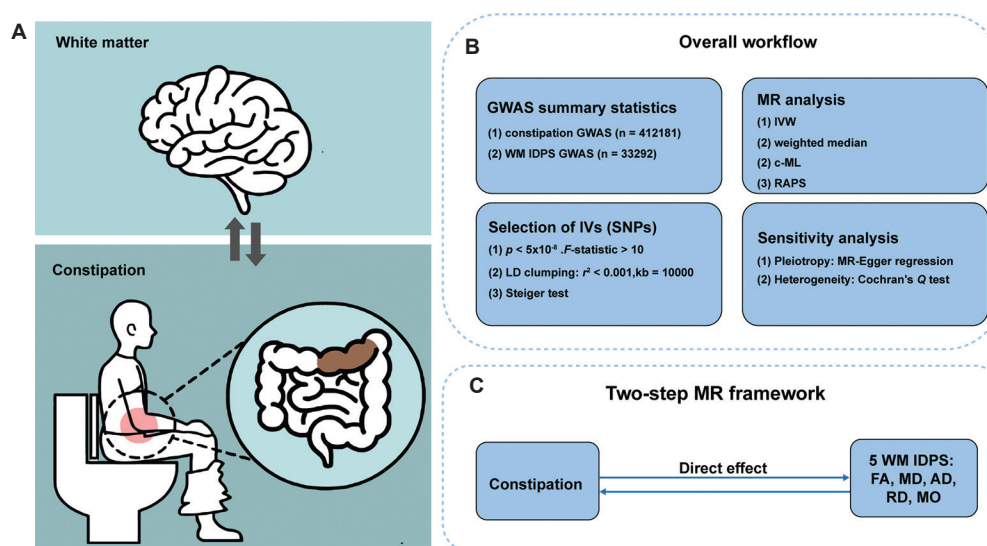 A
White matter
Constipation
B
Overall workflow
GWAS summary statistics
(1) constipation GWAS (n = 412181)
(2) WM IDPS GWAS (n = 33292)
MR analysis
(1) IVW
(2) weighted median
(2) c-ML
(3) RAPS
Selection of IVs (SNPs)
(1) p < 5x10⁻⁸ .F-statistic > 10
(2) LD clumping: r² < 0.001,kb = 10000
(3) Steiger test
Sensitivity analysis
(1) Pleiotropy: MR-Egger regression
(2) Heterogeneity: Cochran's Q test
C
Two-step MR framework
Constipation
Direct effect
5 WM IDPS:
FA, MD, AD,
RD, MO